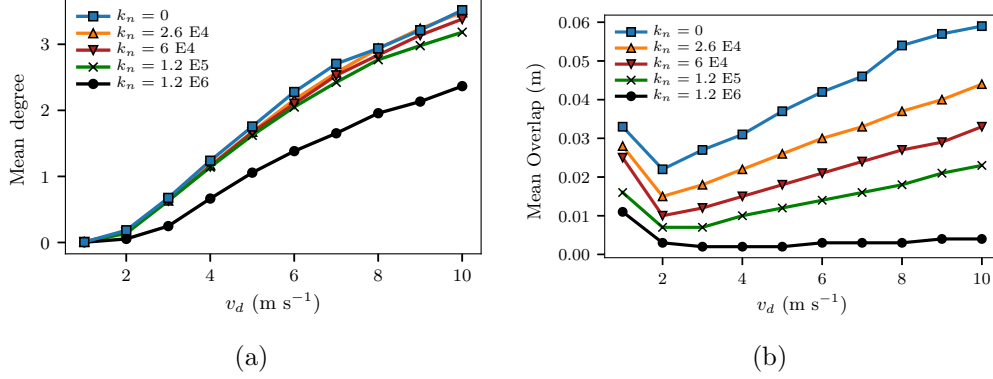 Mean degree
3
2
1
0
k_n = 0
k_n = 2.6 E4
k_n = 6 E4
k_n = 1.2 E5
k_n = 1.2 E6
2 4 6 8 10
v_d (m s⁻¹)
(a)
Mean Overlap (m)
0.06
0.05
0.04
0.03
0.02
0.01
0.00
k_n = 0
k_n = 2.6 E4
k_n = 6 E4
k_n = 1.2 E5
k_n = 1.2 E6
2 4 6 8 10
v_d (m s⁻¹)
(b)